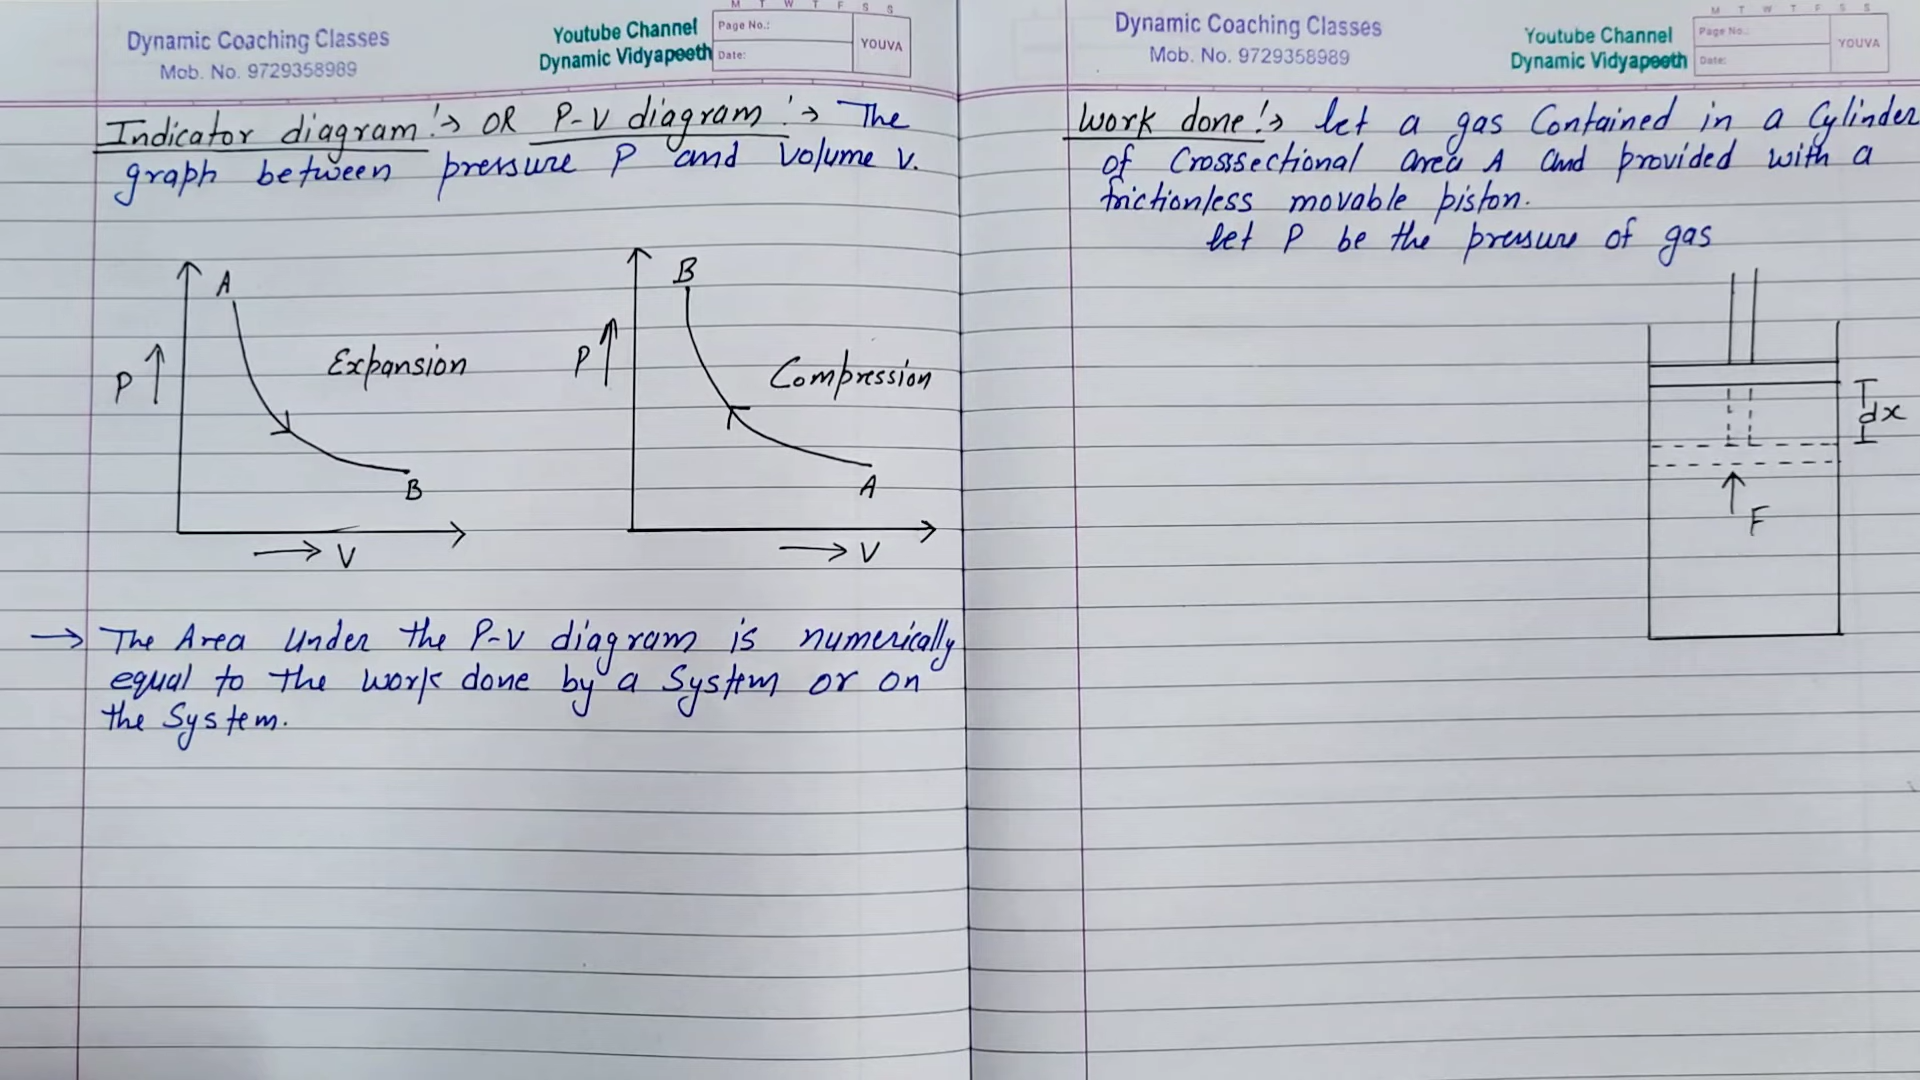 Dynamic Coaching Classes
Mob. No. 9729358989
Youtube Channel
Dynamic Vidyapeeth
M T W T F S S
Page No.:
Date:
YOUVA
Indicator diagram :→ OR P-V diagram :→ The
graph between pressure P and volume V.
A
P
Expansion
B
V
B
P
Compression
A
V
→ The Area Under the P-V diagram is numerically
equal to the work done by a System or on
the System.
Dynamic Coaching Classes
Mob. No. 9729358989
Youtube Channel
Dynamic Vidyapeeth
M T W T F S S
Page No.:
Date:
YOUVA
Work done :→ let a gas Contained in a Cylinder
of Crosssectional area A and provided with a
frictionless movable piston.
let P be the pressure of gas
dx
F